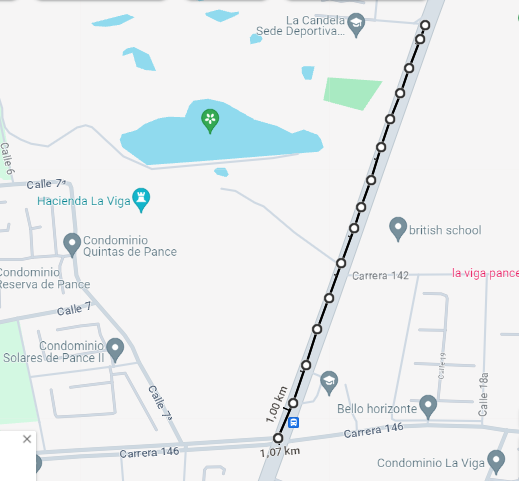 La Candela
Sede Deportiva...
Calle 6
Calle 7ª
Hacienda La Viga
Condominio
Quintas de Pance
british school
Condominio
Reserva de Pance
Carrera 142
la viga pance
Calle 7
Condominio
Solares de Pance II
Calle 19
Calle 18a
Calle 7ª
1,00 km
Bello horizonte
Carrera 146
Carrera 146
1,07 km
Condominio La Viga